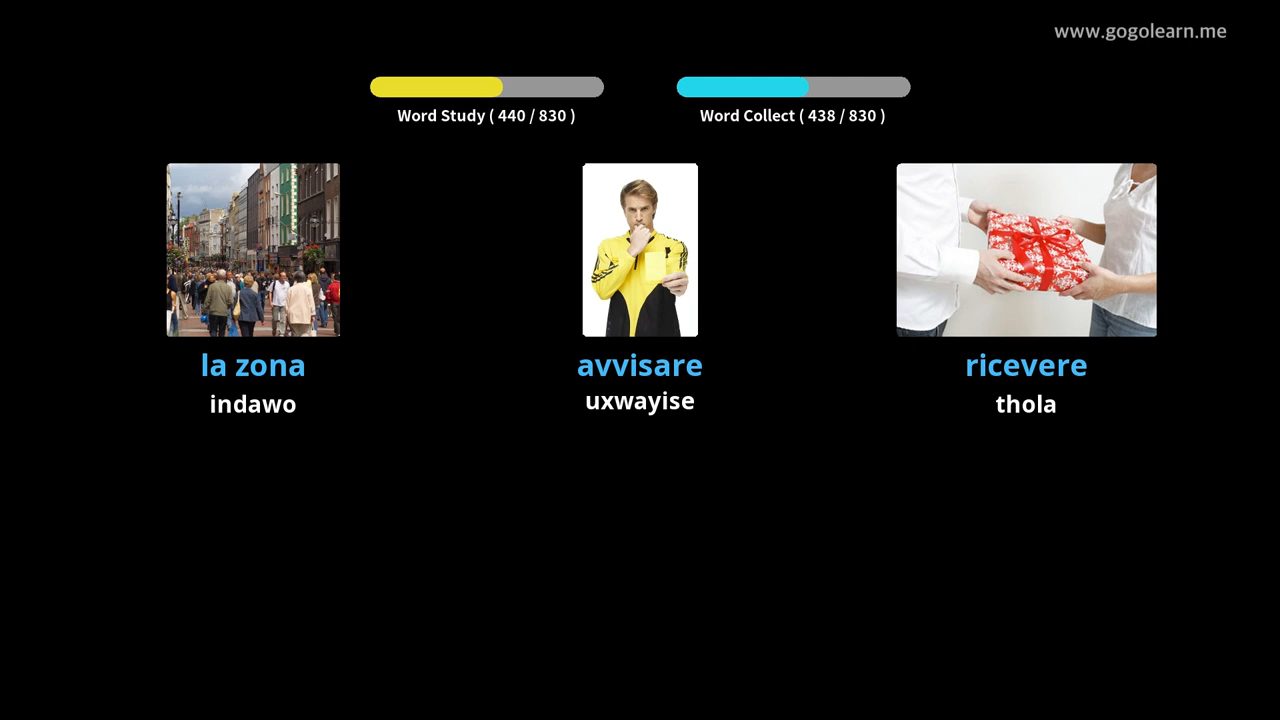 www.gogolearn.me
Word Study ( 440 / 830 )
Word Collect ( 438 / 830 )
la zona
indawo
avvisare
uxwayise
ricevere
thola